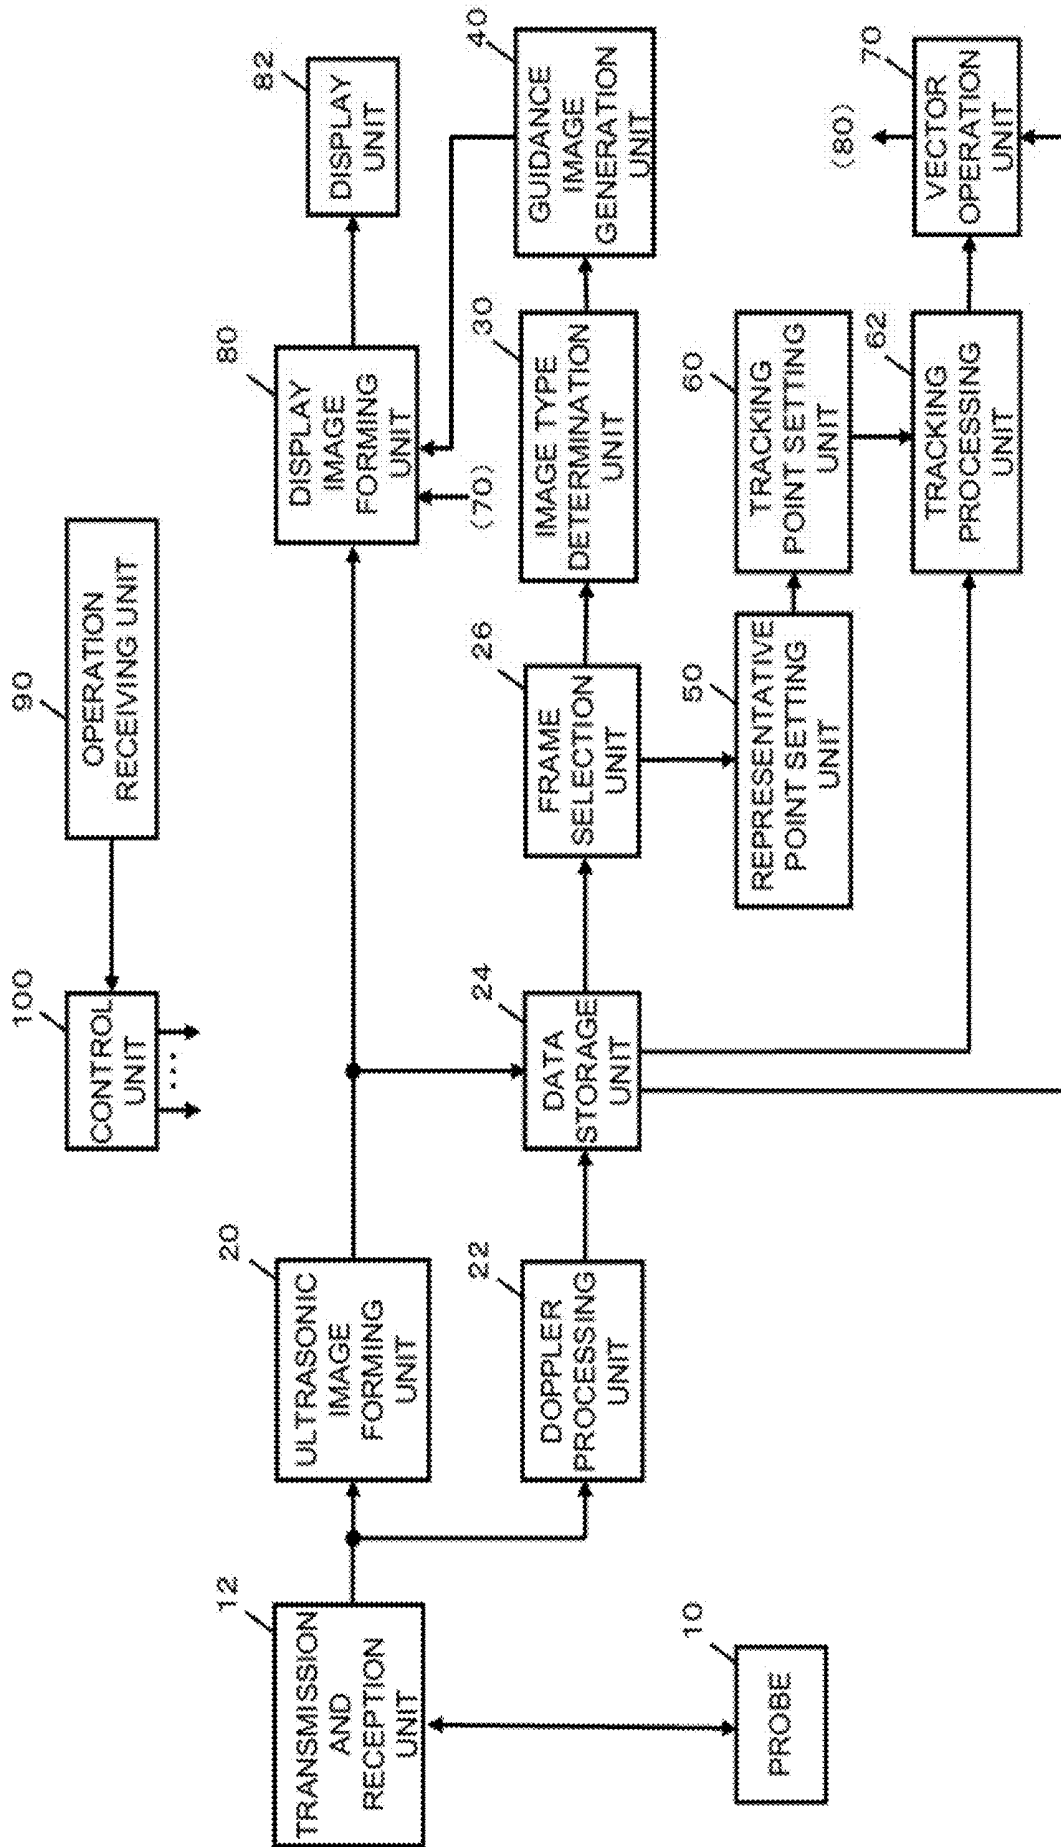 100
CONTROL
UNIT
...
90
OPERATION
RECEIVING UNIT
12
TRANSMISSION
AND
RECEPTION
UNIT
20
ULTRASONIC
IMAGE
FORMING
UNIT
80
DISPLAY
IMAGE
FORMING
UNIT
82
DISPLAY
UNIT
(70)
22
DOPPLER
PROCESSING
UNIT
24
DATA
STORAGE
UNIT
26
FRAME
SELECTION
UNIT
30
IMAGE TYPE
DETERMINATION
UNIT
40
GUIDANCE
IMAGE
GENERATION
UNIT
10
PROBE
50
REPRESENTATIVE
POINT SETTING
UNIT
60
TRACKING
POINT SETTING
UNIT
62
TRACKING
PROCESSING
UNIT
(80)
70
VECTOR
OPERATION
UNIT